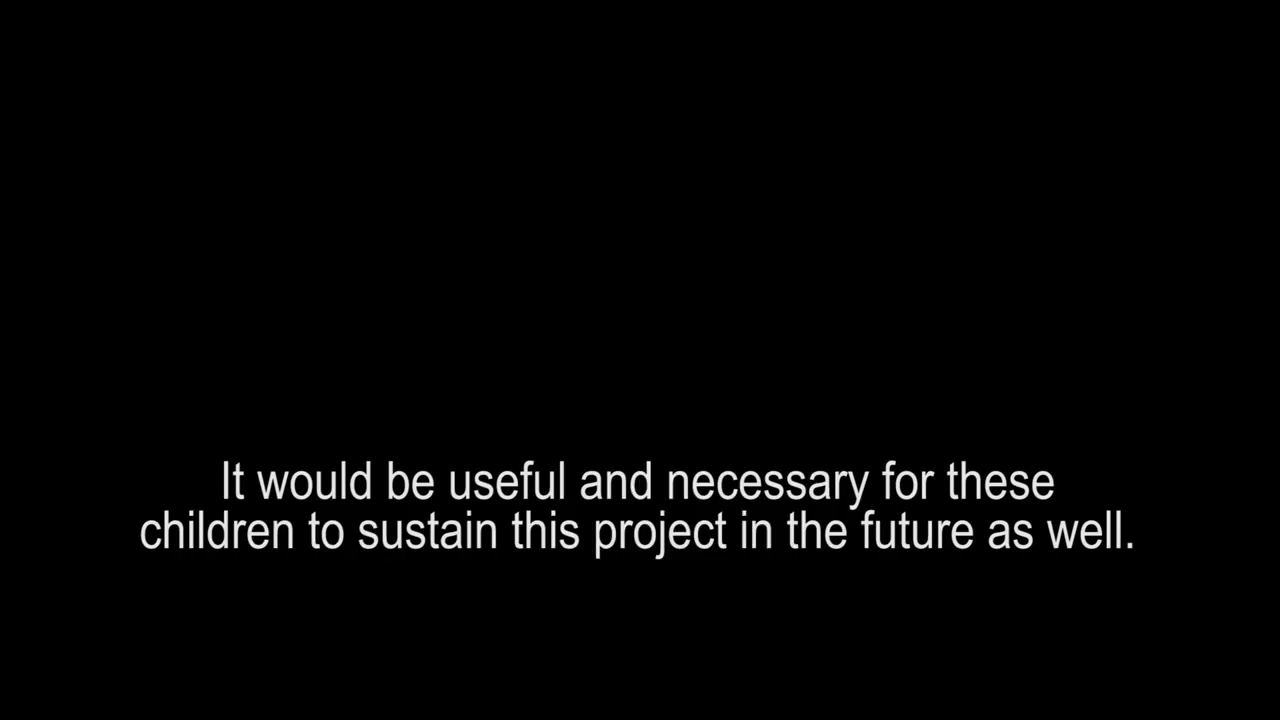 It would be useful and necessary for these
children to sustain this project in the future as well.